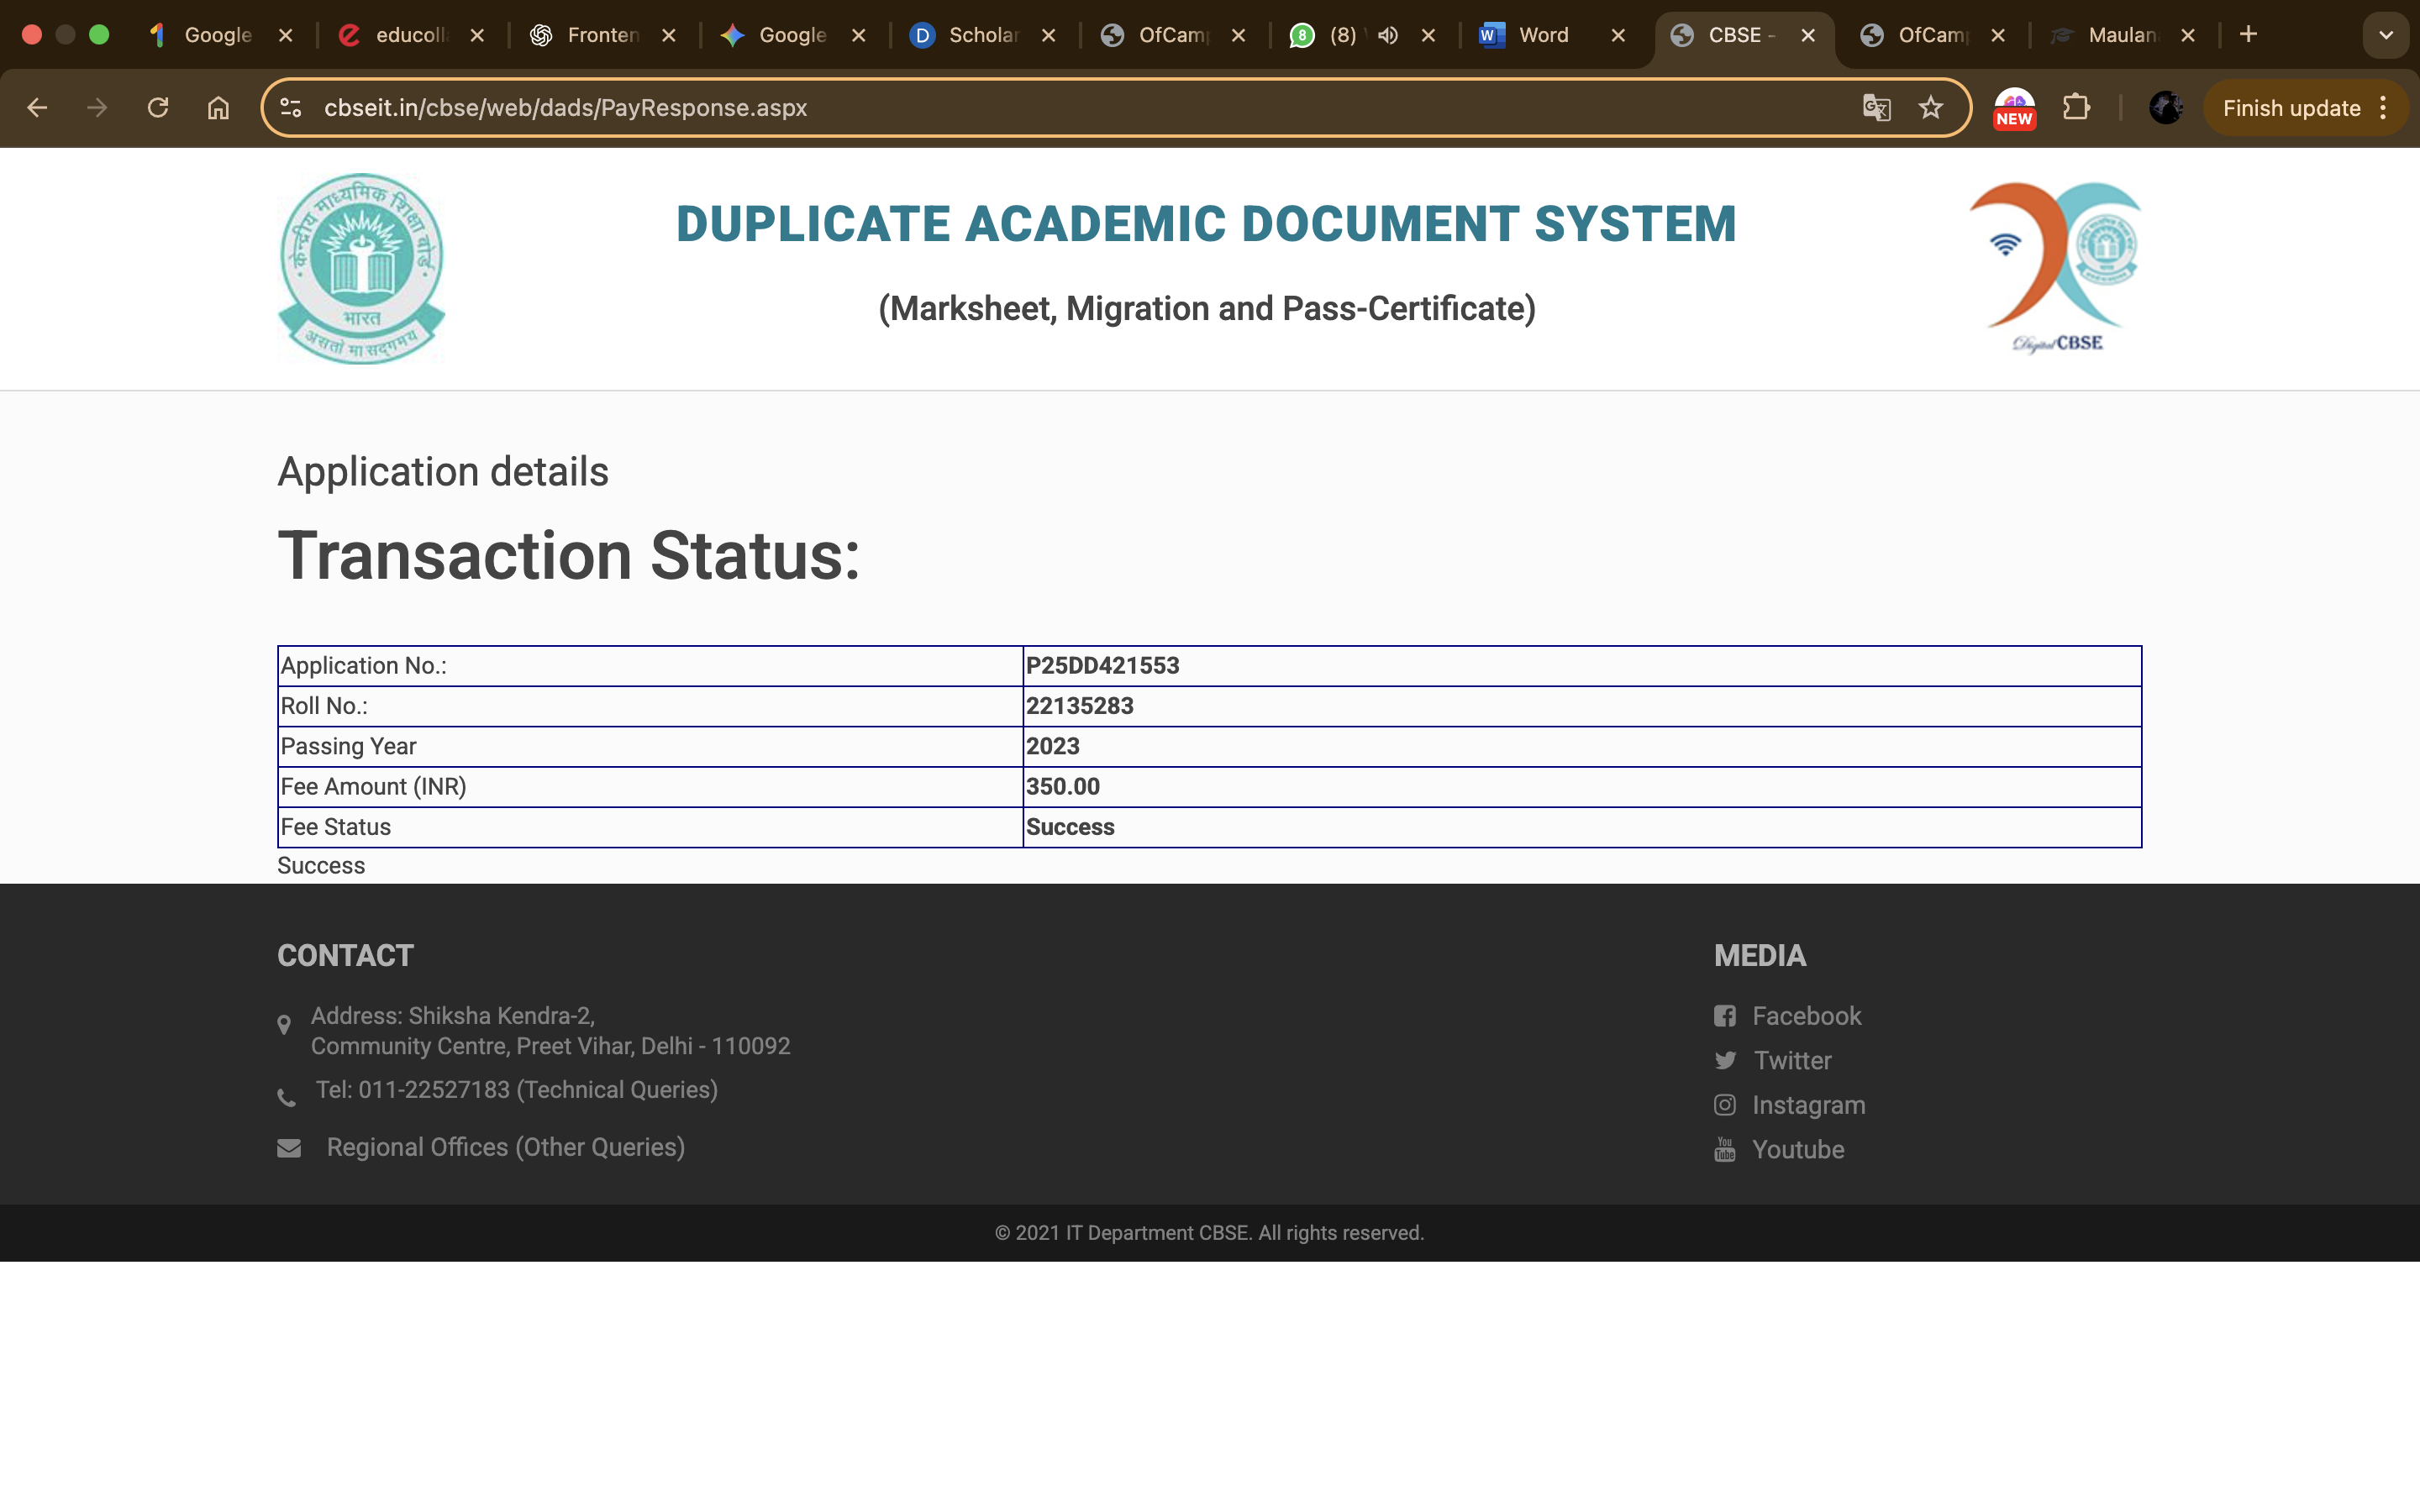 Google
educoll
Fronten
Google
Scholar
OfCam
(8)
Word
CBSE -
OfCam
Maulan
cbseit.in/cbse/web/dads/PayResponse.aspx
NEW
Finish update
केन्द्रीय माध्यमिक शिक्षा बोर्ड
भारत
असतो मा सद्गमय
DUPLICATE ACADEMIC DOCUMENT SYSTEM
(Marksheet, Migration and Pass-Certificate)
Digital CBSE
Application details
Transaction Status:
Application No.: P25DD421553
Roll No.: 22135283
Passing Year 2023
Fee Amount (INR) 350.00
Fee Status Success
Success
CONTACT
Address: Shiksha Kendra-2,
Community Centre, Preet Vihar, Delhi - 110092
Tel: 011-22527183 (Technical Queries)
Regional Offices (Other Queries)
MEDIA
Facebook
Twitter
Instagram
Youtube
© 2021 IT Department CBSE. All rights reserved.